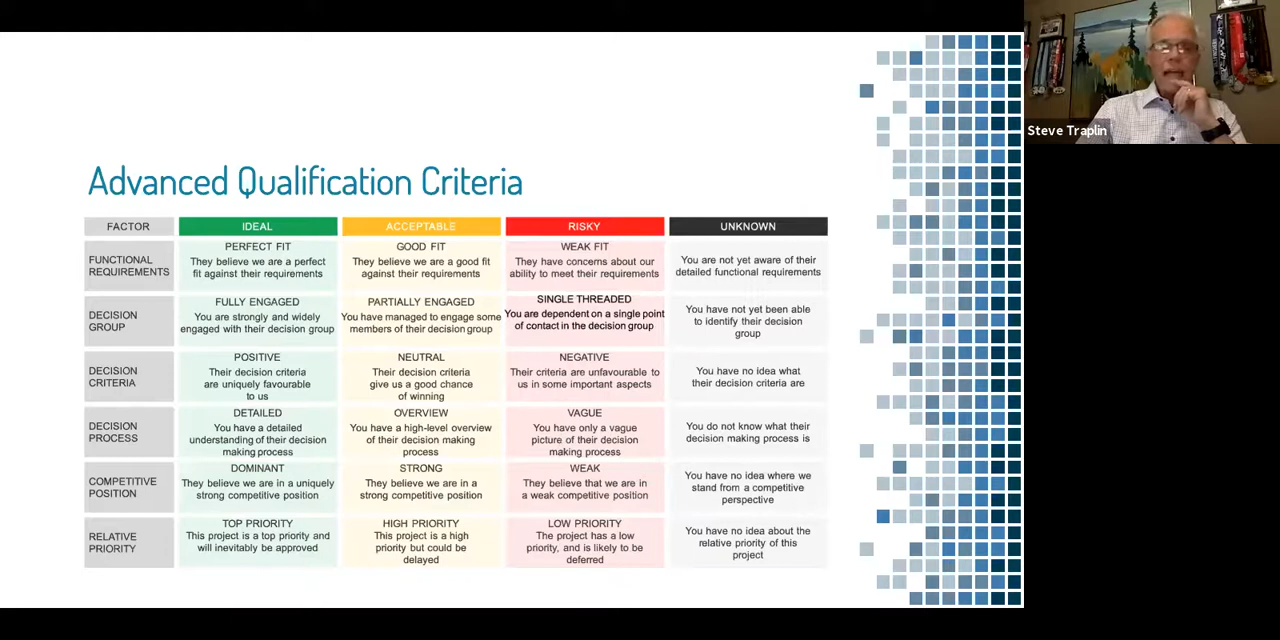 Steve Traplin
Advanced Qualification Criteria
FACTOR
IDEAL
ACCEPTABLE
RISKY
UNKNOWN
FUNCTIONAL
REQUIREMENTS
PERFECT FIT
They believe we are a perfect
fit against their requirements
GOOD FIT
They believe we are a good fit
against their requirements
WEAK FIT
They have concerns about our
ability to meet their requirements
You are not yet aware of their
detailed functional requirements
DECISION
GROUP
FULLY ENGAGED
You are strongly and widely
engaged with their decision group
PARTIALLY ENGAGED
You have managed to engage some
members of their decision group
SINGLE THREADED
You are dependent on a single point
of contact in the decision group
You have not yet been able
to identify their decision
group
DECISION
CRITERIA
POSITIVE
Their decision criteria
are uniquely favourable
to us
NEUTRAL
Their decision criteria
give us a good chance
of winning
NEGATIVE
Their criteria are unfavourable to
us in some important aspects
You have no idea what
their decision criteria are
DECISION
PROCESS
DETAILED
You have a detailed
understanding of their decision
making process
OVERVIEW
You have a high-level overview
of their decision making
process
VAGUE
You have only a vague
picture of their decision
making process
You do not know what their
decision making process is
COMPETITIVE
POSITION
DOMINANT
They believe we are in a uniquely
strong competitive position
STRONG
They believe we are in a
strong competitive position
WEAK
They believe that we are in
a weak competitive position
You have no idea where we
stand from a competitive
perspective
RELATIVE
PRIORITY
TOP PRIORITY
This project is a top priority and
will inevitably be approved
HIGH PRIORITY
This project is a high
priority but could be
delayed
LOW PRIORITY
The project has a low
priority, and is likely to be
deferred
You have no idea about the
relative priority of this
project